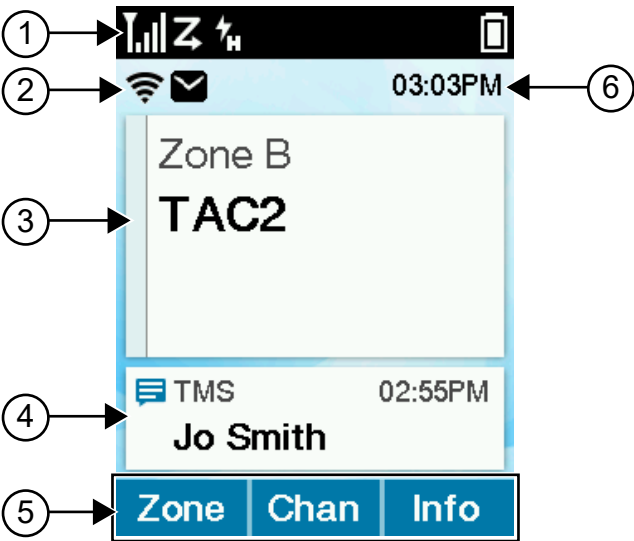 1
H
2
03:03PM
6
Zone B
3
TAC2
TMS 02:55PM
4
Jo Smith
5
Zone Chan Info